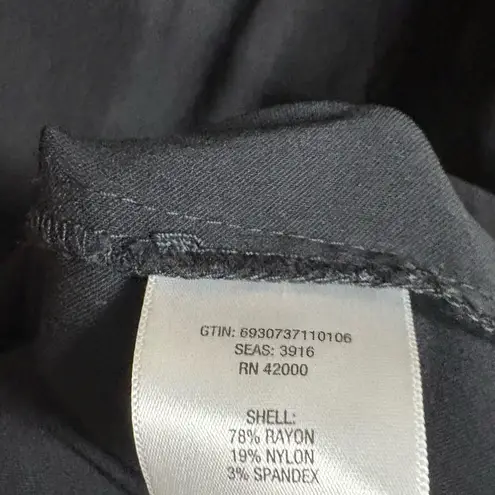 GTIN: 6930737110106
SEAS: 3916
RN 42000
SHELL:
78% RAYON
19% NYLON
3% SPANDEX